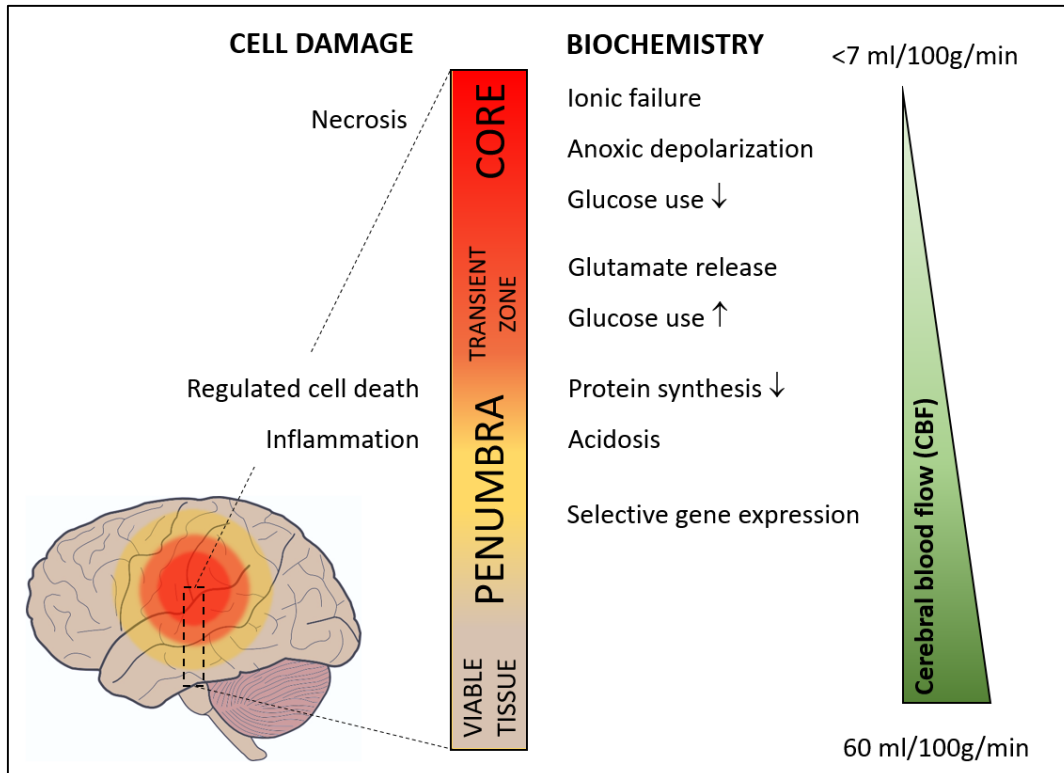 CELL DAMAGE
BIOCHEMISTRY
<7 ml/100g/min
Necrosis
CORE
Ionic failure
Anoxic depolarization
Glucose use ↓
TRANSIENT
ZONE
Glutamate release
Glucose use ↑
Regulated cell death
Inflammation
PENUMBRA
Protein synthesis ↓
Acidosis
Selective gene expression
VIABLE
TISSUE
Cerebral blood flow (CBF)
60 ml/100g/min